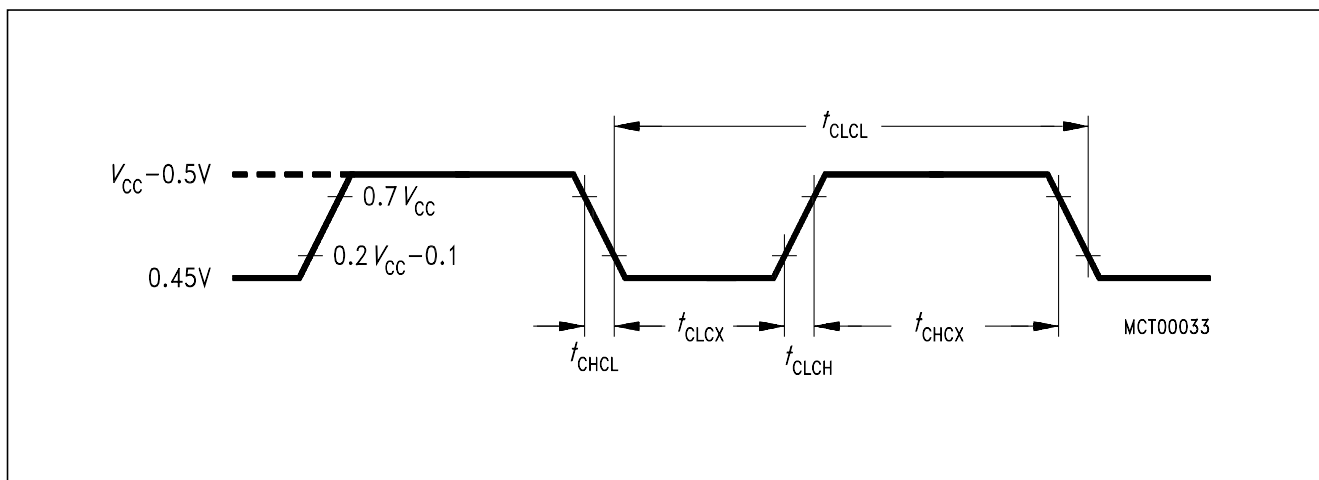 tCLCL
VCC–0.5V
0.7 VCC
0.2 VCC–0.1
0.45V
tCHCL
tCLCX
tCLCH
tCHCX
MCT00033